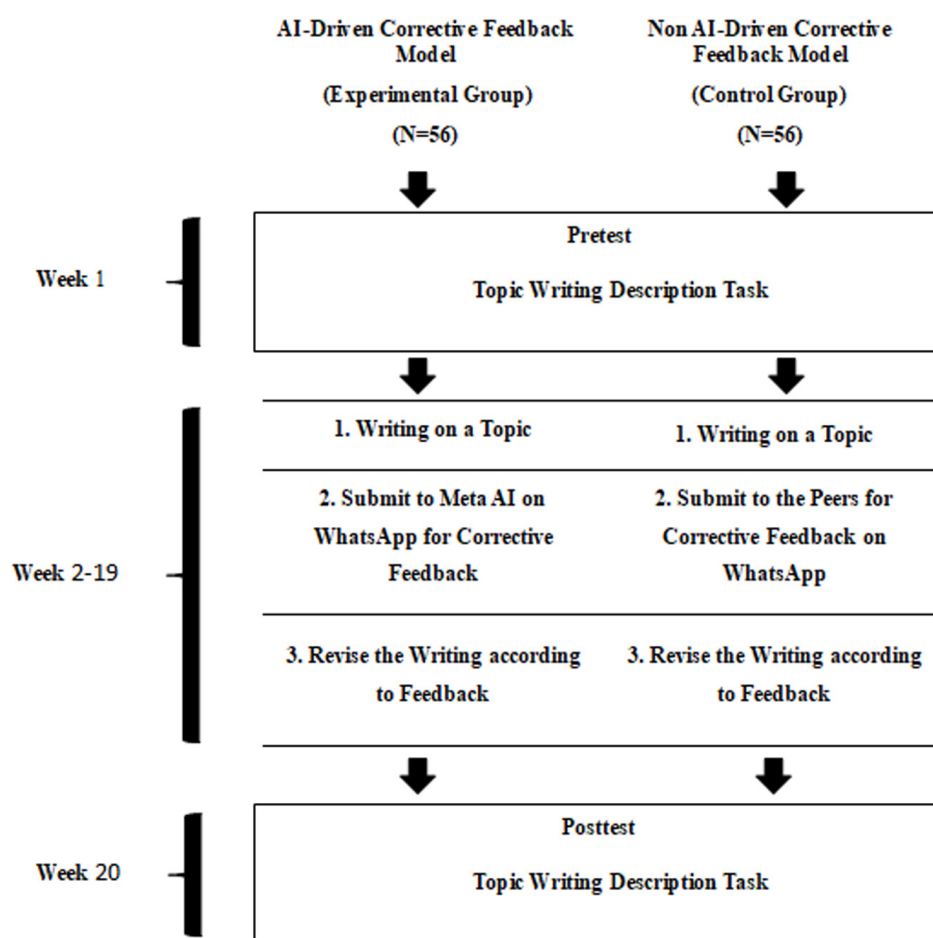 AI-Driven Corrective Feedback
Model
(Experimental Group)
(N=56)
Non AI-Driven Corrective
Feedback Model
(Control Group)
(N=56)
Week 1
Pretest
Topic Writing Description Task
Week 2-19
1. Writing on a Topic
1. Writing on a Topic
2. Submit to Meta AI on
WhatsApp for Corrective
Feedback
2. Submit to the Peers for
Corrective Feedback on
WhatsApp
3. Revise the Writing according
to Feedback
3. Revise the Writing according
to Feedback
Week 20
Posttest
Topic Writing Description Task